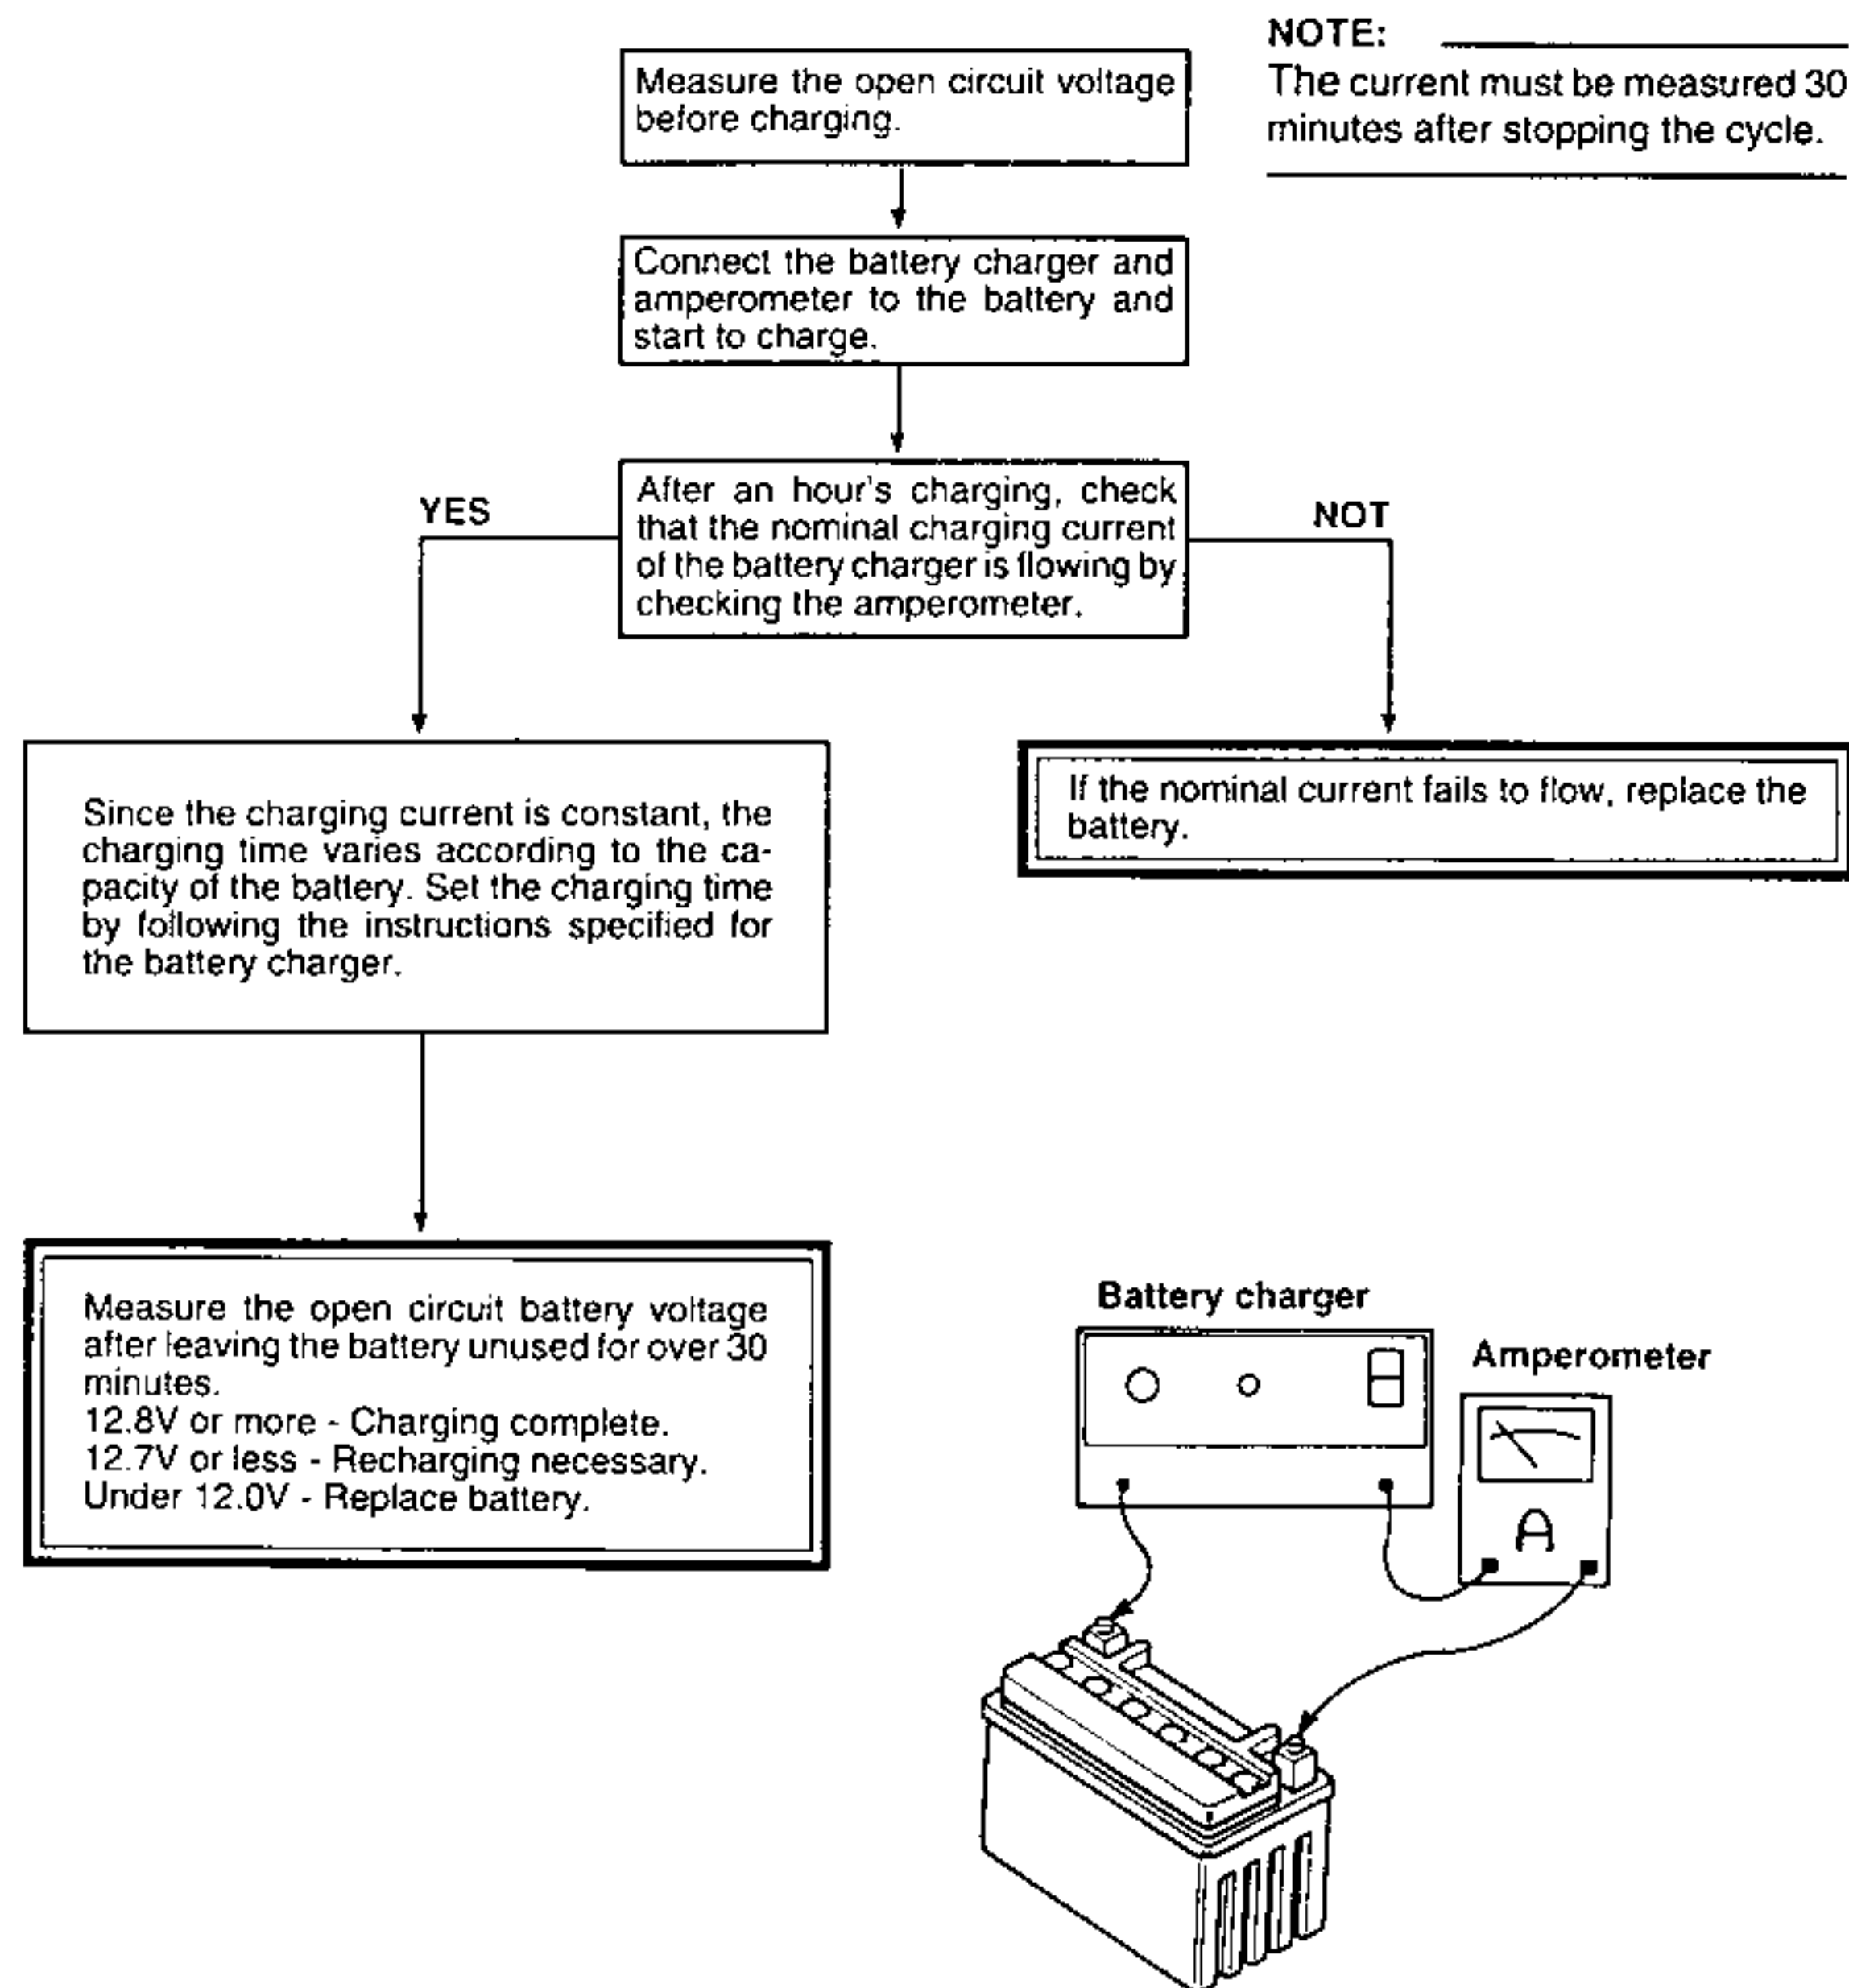 NOTE:
The current must be measured 30
minutes after stopping the cycle.
Measure the open circuit voltage
before charging.
Connect the battery charger and
amperometer to the battery and
start to charge.
After an hour's charging, check
that the nominal charging current
of the battery charger is flowing by
checking the amperometer.
YES
NOT
Since the charging current is constant, the
charging time varies according to the ca-
pacity of the battery. Set the charging time
by following the instructions specified for
the battery charger.
If the nominal current fails to flow, replace the
battery.
Measure the open circuit battery voltage
after leaving the battery unused for over 30
minutes.
12.8V or more - Charging complete.
12.7V or less - Recharging necessary.
Under 12.0V - Replace battery.
Battery charger
Amperometer
A